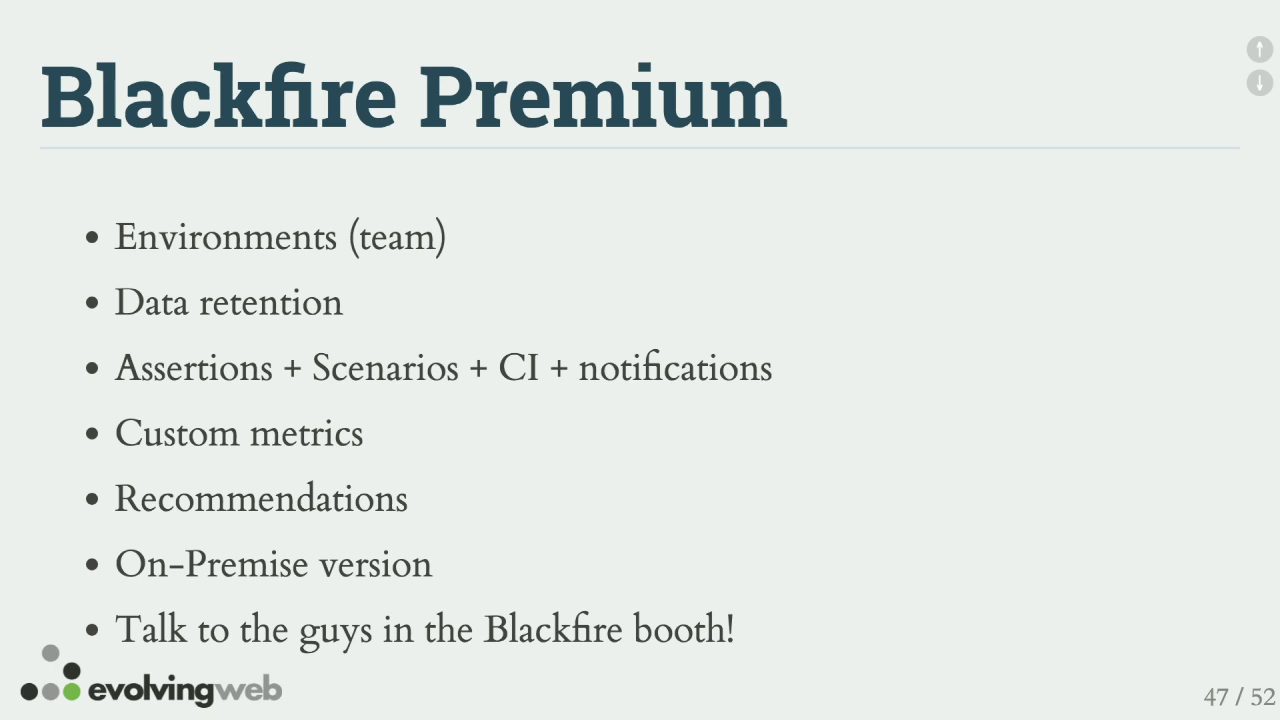 Blackfire Premium
• Environments (team)
• Data retention
• Assertions + Scenarios + CI + notifications
• Custom metrics
• Recommendations
• On-Premise version
• Talk to the guys in the Blackfire booth!
evolvingweb
47 / 52